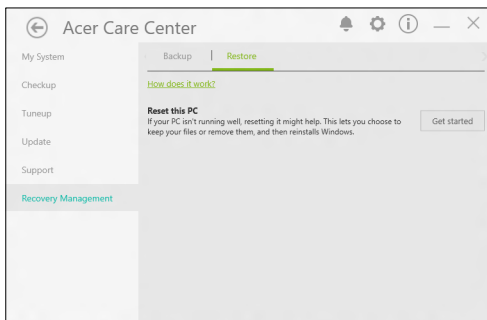 Acer Care Center
My System
Backup
Restore
Checkup
How does it work?
Tuneup
Reset this PC
If your PC isn't running well, resetting it might help. This lets you choose to
keep your files or remove them, and then reinstalls Windows.
Get started
Update
Support
Recovery Management